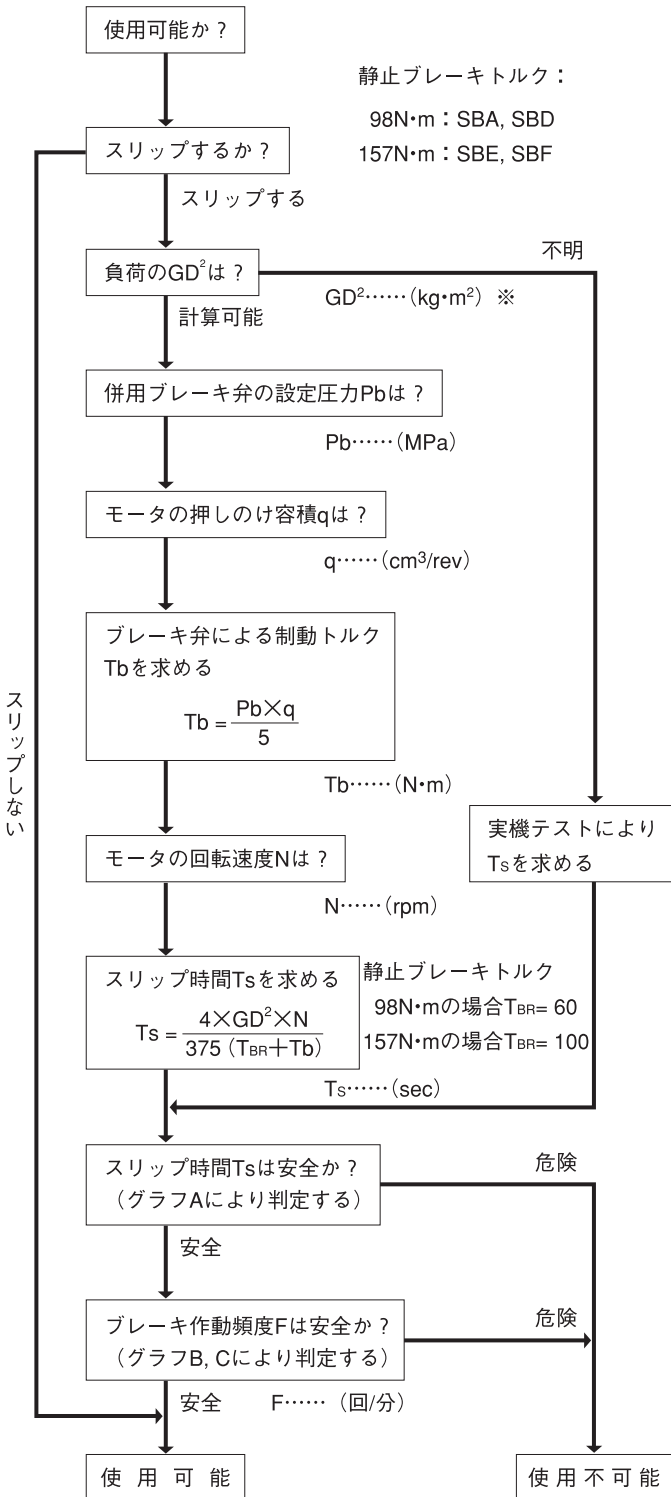 使用可能か？
静止ブレーキトルク：
98N•m：SBA, SBD
157N•m：SBE, SBF
スリップするか？
スリップする
負荷のGD²は？
不明
GD²……（kg•m²）※
計算可能
併用ブレーキ弁の設定圧力Pbは？
Pb……（MPa）
モータの押しのけ容積qは？
q……（cm³/rev）
ブレーキ弁による制動トルク
Tbを求める
Tb = Pb×q / 5
Tb……（N•m）
スリップしない
実機テストにより
Tsを求める
モータの回転速度Nは？
N……（rpm）
スリップ時間Tsを求める
Ts = 4×GD²×N / 375（TBR＋Tb）
静止ブレーキトルク
98N•mの場合TBR= 60
157N•mの場合TBR= 100
Ts……（sec）
スリップ時間Tsは安全か？
（グラフAにより判定する）
危険
安全
ブレーキ作動頻度Fは安全か？
（グラフB, Cにより判定する）
危険
安全
F……（回/分）
使用可能
使用不可能